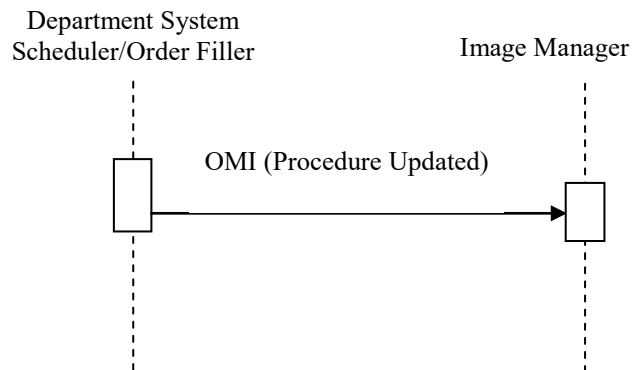 Department System
Scheduler/Order Filler
Image Manager
OMI (Procedure Updated)